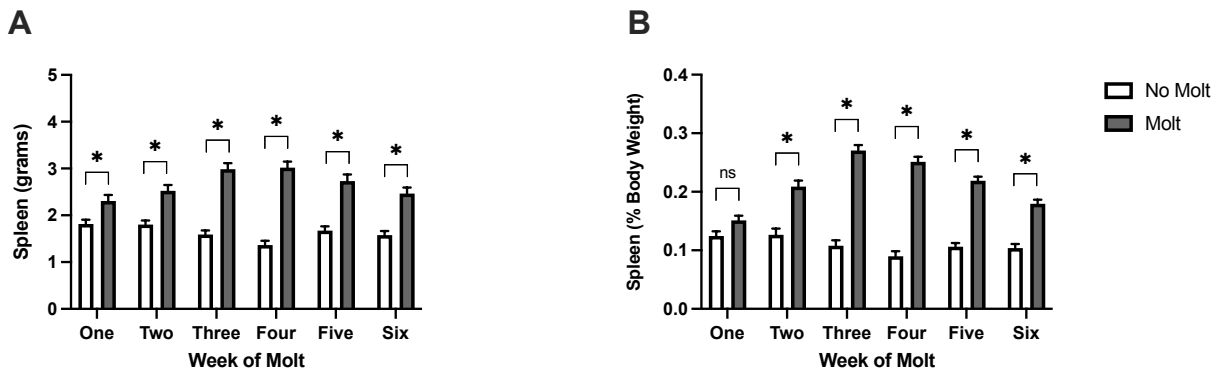 A
Spleen (grams)
5
4
3
2
1
0
* * * * * *
One Two Three Four Five Six
Week of Molt
B
Spleen (% Body Weight)
0.4
0.3
0.2
0.1
0.0
ns * * * * *
One Two Three Four Five Six
Week of Molt
No Molt
Molt